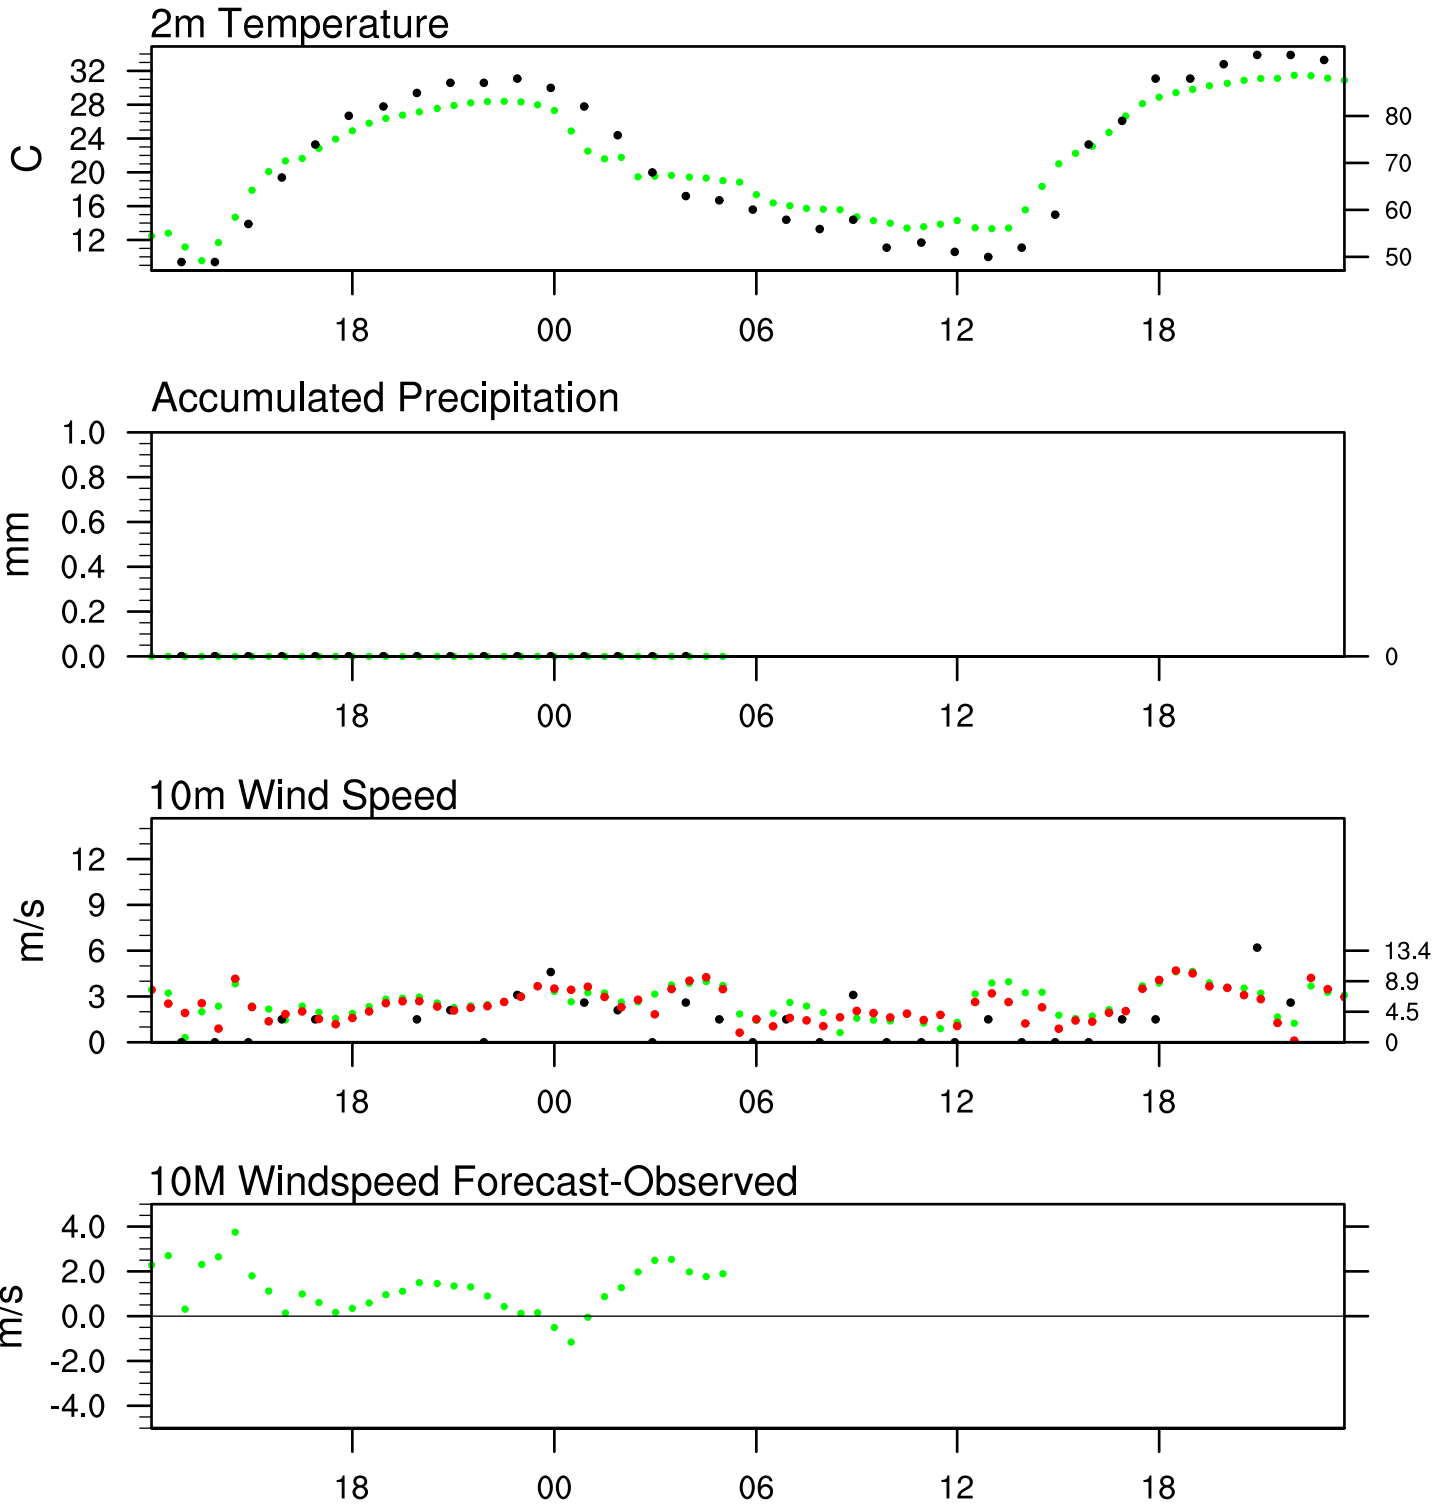 2m Temperature
C
32
28
24
20
16
12
80
70
60
50
18 00 06 12 18
Accumulated Precipitation
mm
1.0
0.8
0.6
0.4
0.2
0.0
0
18 00 06 12 18
10m Wind Speed
m/s
12
9
6
3
0
13.4
8.9
4.5
0
18 00 06 12 18
10M Windspeed Forecast-Observed
m/s
4.0
2.0
0.0
-2.0
-4.0
18 00 06 12 18